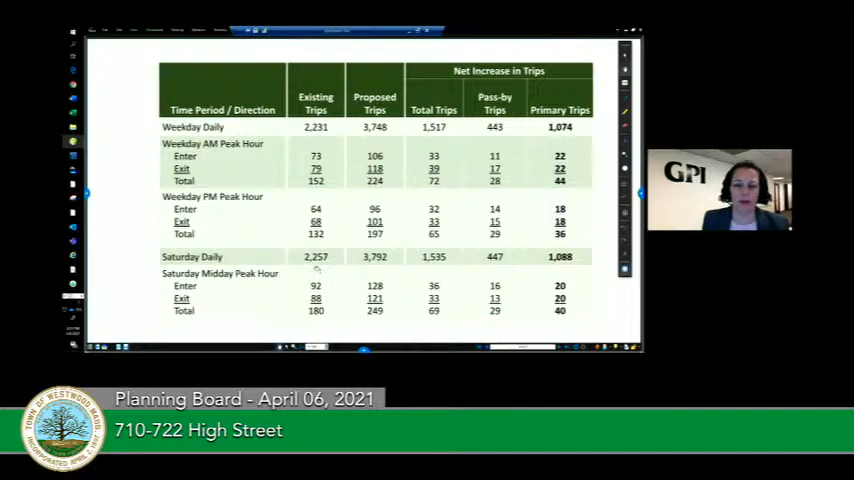 Net Increase in Trips
Existing Proposed Pass-by
Time Period / Direction Trips Trips Total Trips Trips Primary Trips
Weekday Daily 2,231 3,748 1,517 443 1,074
Weekday AM Peak Hour
Enter 73 106 33 11 22
Exit 79 118 39 17 22
Total 152 224 72 28 44
Weekday PM Peak Hour
Enter 64 96 32 14 18
Exit 68 101 33 15 18
Total 132 197 65 29 36
Saturday Daily 2,257 3,792 1,535 447 1,088
Saturday Midday Peak Hour
Enter 92 128 36 16 20
Exit 88 121 33 13 20
Total 180 249 69 29 40
GPI
Planning Board - April 06, 2021
710-722 High Street
TOWN OF WESTWOOD MASS.
INCORPORATED APRIL 2, 1897